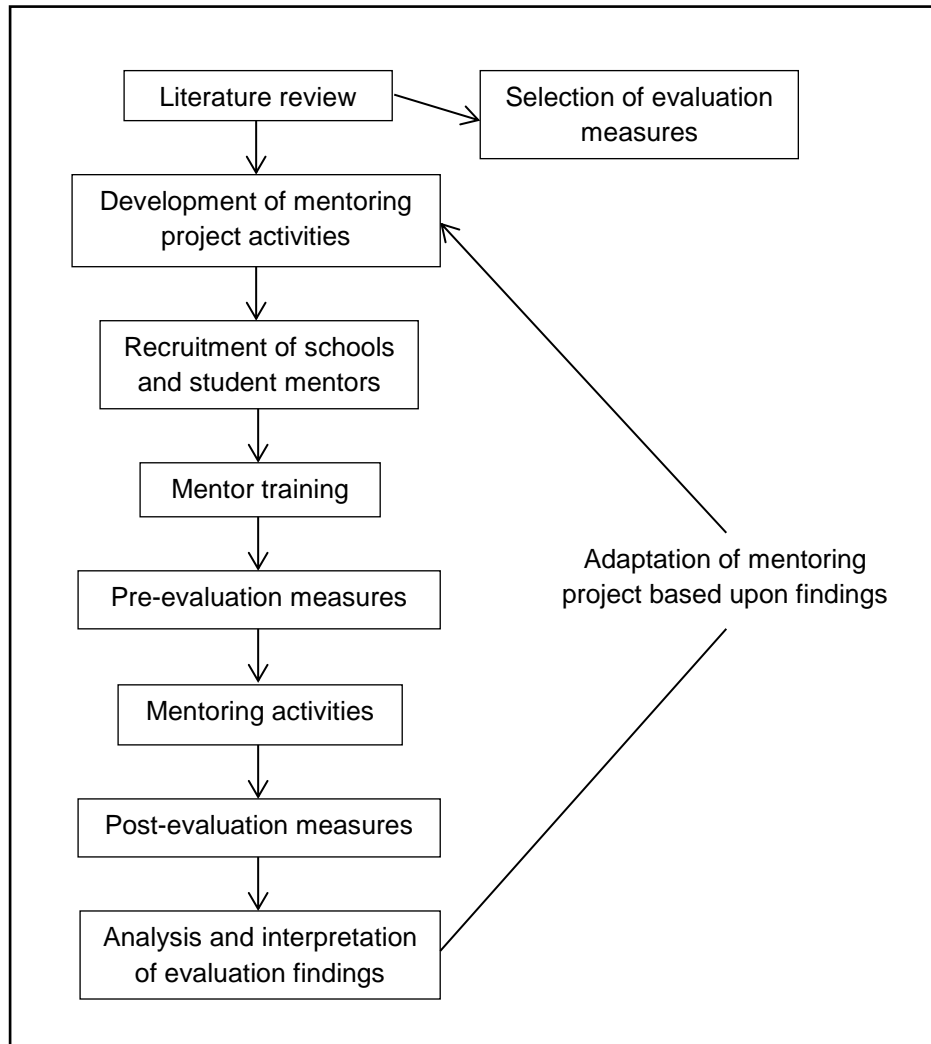 Literature review
Selection of evaluation
measures
Development of mentoring
project activities
Recruitment of schools
and student mentors
Mentor training
Pre-evaluation measures
Adaptation of mentoring
project based upon findings
Mentoring activities
Post-evaluation measures
Analysis and interpretation
of evaluation findings